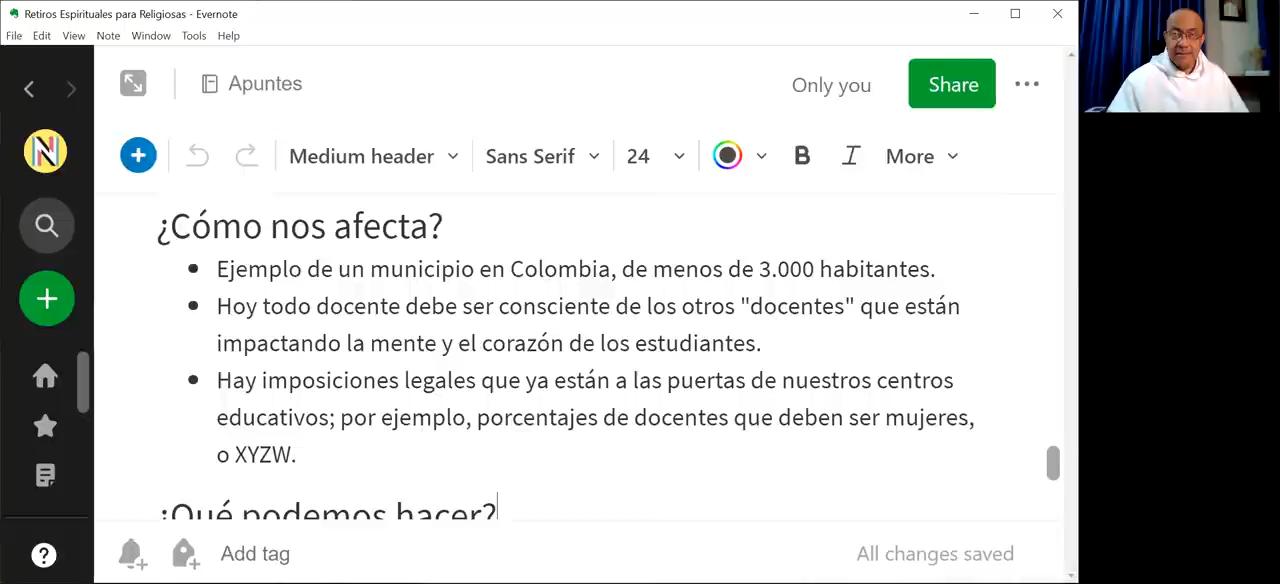 Retiros Espirituales para Religiosas - Evernote
File Edit View Note Window Tools Help
Apuntes
Only you
Share
Medium header
Sans Serif
24
B
I
More
¿Cómo nos afecta?
Ejemplo de un municipio en Colombia, de menos de 3.000 habitantes.
Hoy todo docente debe ser consciente de los otros "docentes" que están
impactando la mente y el corazón de los estudiantes.
Hay imposiciones legales que ya están a las puertas de nuestros centros
educativos; por ejemplo, porcentajes de docentes que deben ser mujeres,
o XYZW.
¿Qué podemos hacer?
Add tag
All changes saved